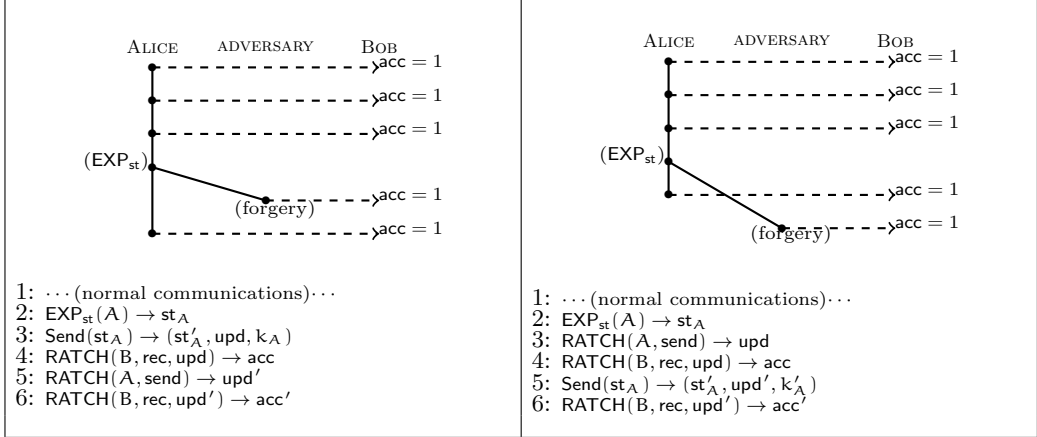 ALICE ADVERSARY BOB
acc = 1
acc = 1
acc = 1
(EXP_st)
acc = 1
(forgery)
acc = 1
1: ··· (normal communications)···
2: EXP_st(A) → st_A
3: Send(st_A) → (st'_A, upd, k_A)
4: RATCH(B, rec, upd) → acc
5: RATCH(A, send) → upd'
6: RATCH(B, rec, upd') → acc'
ALICE ADVERSARY BOB
acc = 1
acc = 1
acc = 1
(EXP_st)
acc = 1
acc = 1
(forgery)
1: ··· (normal communications)···
2: EXP_st(A) → st_A
3: RATCH(A, send) → upd
4: RATCH(B, rec, upd) → acc
5: Send(st_A) → (st'_A, upd', k'_A)
6: RATCH(B, rec, upd') → acc'